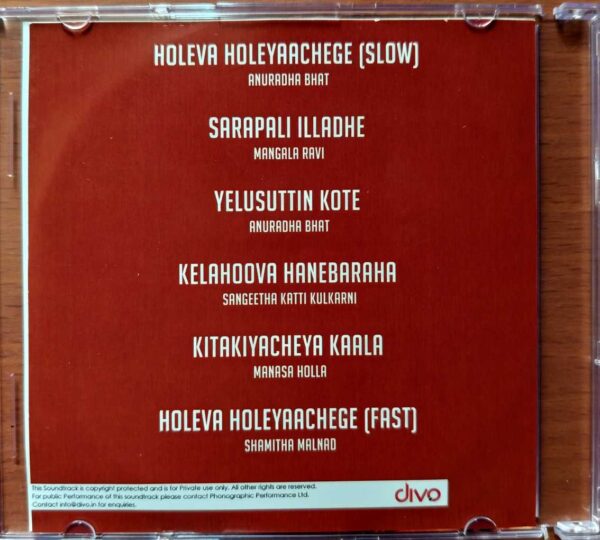 HOLEVA HOLEYAACHEGE (SLOW)
ANURADHA BHAT
SARAPALI ILLADHE
MANGALA RAVI
YELUSUTTIN KOTE
ANURADHA BHAT
KELAHOOVA HANEBARAHA
SANGEETHA KATTI KULKARNI
KITAKIYACHEYA KAALA
MANASA HOLLA
HOLEVA HOLEYAACHEGE (FAST)
SHAMITHA MALNAD
This Soundtrack is copyright protected and is for Private use only. All other rights are reserved.
For public Performance of this soundtrack please contact Phonographic Performance Ltd.
Contact info@divo.in for enquiries.
divo